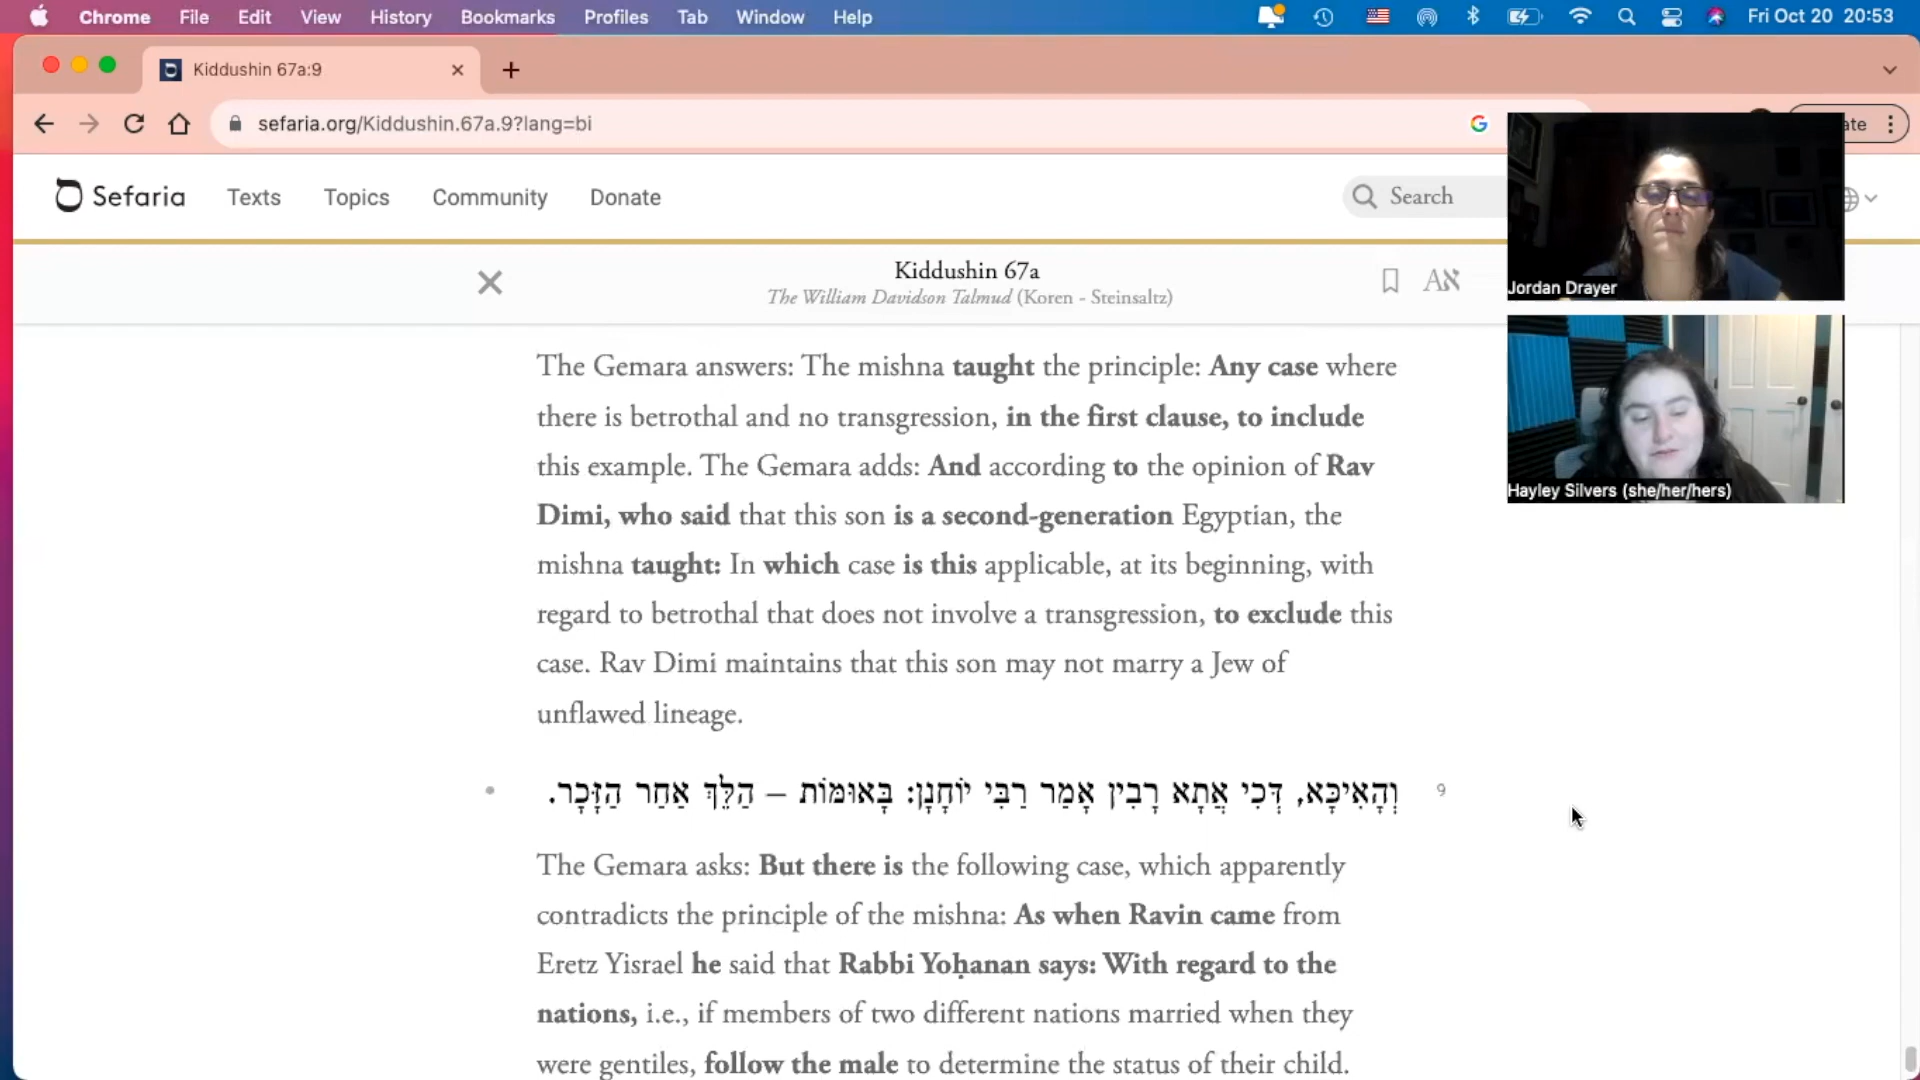 Chrome File Edit View History Bookmarks Profiles Tab Window Help Fri Oct 20 20:53
Kiddushin 67a:9
sefaria.org/Kiddushin.67a.9?lang=bi
Sefaria Texts Topics Community Donate Search
Kiddushin 67a
The William Davidson Talmud (Koren - Steinsaltz)
Aא
Jordan Drayer
Hayley Silvers (she/her/hers)
The Gemara answers: The mishna taught the principle: Any case where
there is betrothal and no transgression, in the first clause, to include
this example. The Gemara adds: And according to the opinion of Rav
Dimi, who said that this son is a second-generation Egyptian, the
mishna taught: In which case is this applicable, at its beginning, with
regard to betrothal that does not involve a transgression, to exclude this
case. Rav Dimi maintains that this son may not marry a Jew of
unflawed lineage.
וְהָאִיכָּא, דְּכִי אֲתָא רָבִין אָמַר רַבִּי יוֹחָנָן: בָּאוּמּוֹת – הַלֵּךְ אַחַר הַזָּכָר.
9
The Gemara asks: But there is the following case, which apparently
contradicts the principle of the mishna: As when Ravin came from
Eretz Yisrael he said that Rabbi Yoḥanan says: With regard to the
nations, i.e., if members of two different nations married when they
were gentiles, follow the male to determine the status of their child.